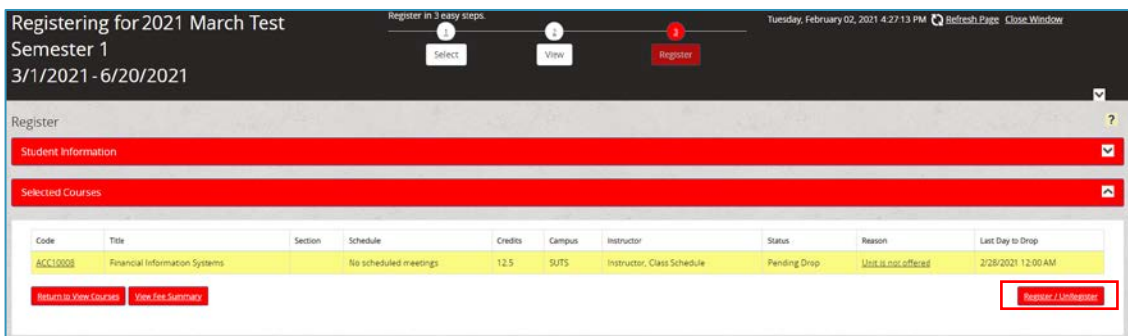 Registering for 2021 March Test
Semester 1
3/1/2021 - 6/20/2021
Register in 3 easy steps.
1 2 3
Select View Register
Tuesday, February 02, 2021 4:27:13 PM Refresh Page Close Window
Register ?
Student Information
Selected Courses
Code Title Section Schedule Credits Campus Instructor Status Reason Last Day to Drop
ACC10008 Financial Information Systems No scheduled meetings 12.5 SUTS Instructor, Class Schedule Pending Drop Unit is not offered 2/28/2021 12:00 AM
Return to View Courses View Fee Summary Register / UnRegister